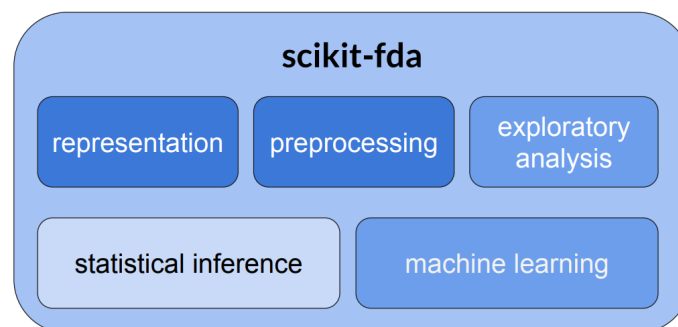 scikit-fda
representation
preprocessing
exploratory
analysis
statistical inference
machine learning